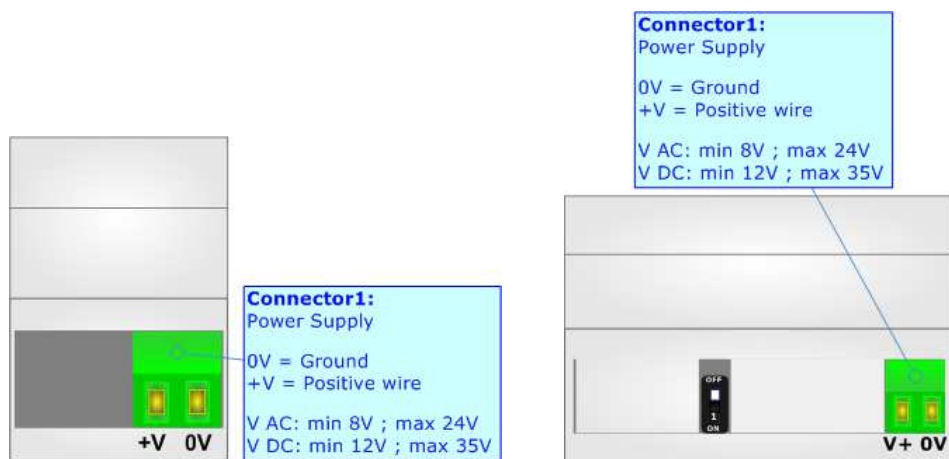 Connector1:
Power Supply
0V = Ground
+V = Positive wire
V AC: min 8V ; max 24V
V DC: min 12V ; max 35V
+V 0V
Connector1:
Power Supply
0V = Ground
+V = Positive wire
V AC: min 8V ; max 24V
V DC: min 12V ; max 35V
OFF
1
ON
V+ 0V